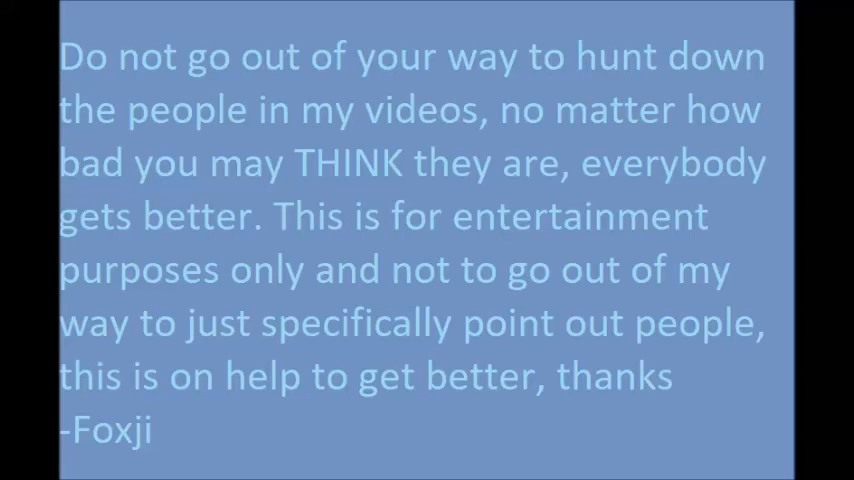 Do not go out of your way to hunt down
the people in my videos, no matter how
bad you may THINK they are, everybody
gets better. This is for entertainment
purposes only and not to go out of my
way to just specifically point out people,
this is on help to get better, thanks
-Foxji